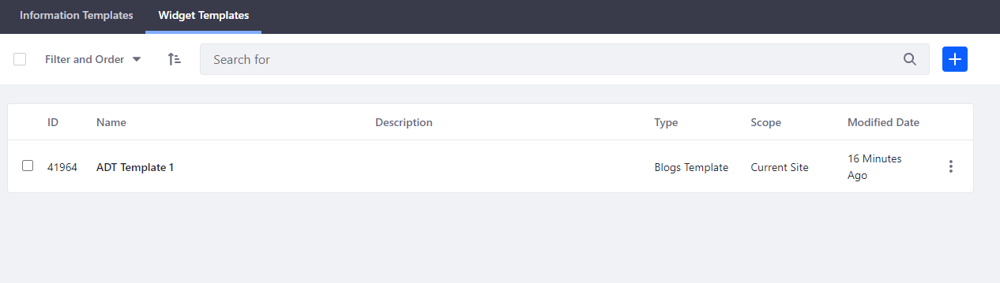 Information Templates Widget Templates
Filter and Order Search for
ID Name Description Type Scope Modified Date
41964 ADT Template 1 Blogs Template Current Site 16 Minutes
Ago